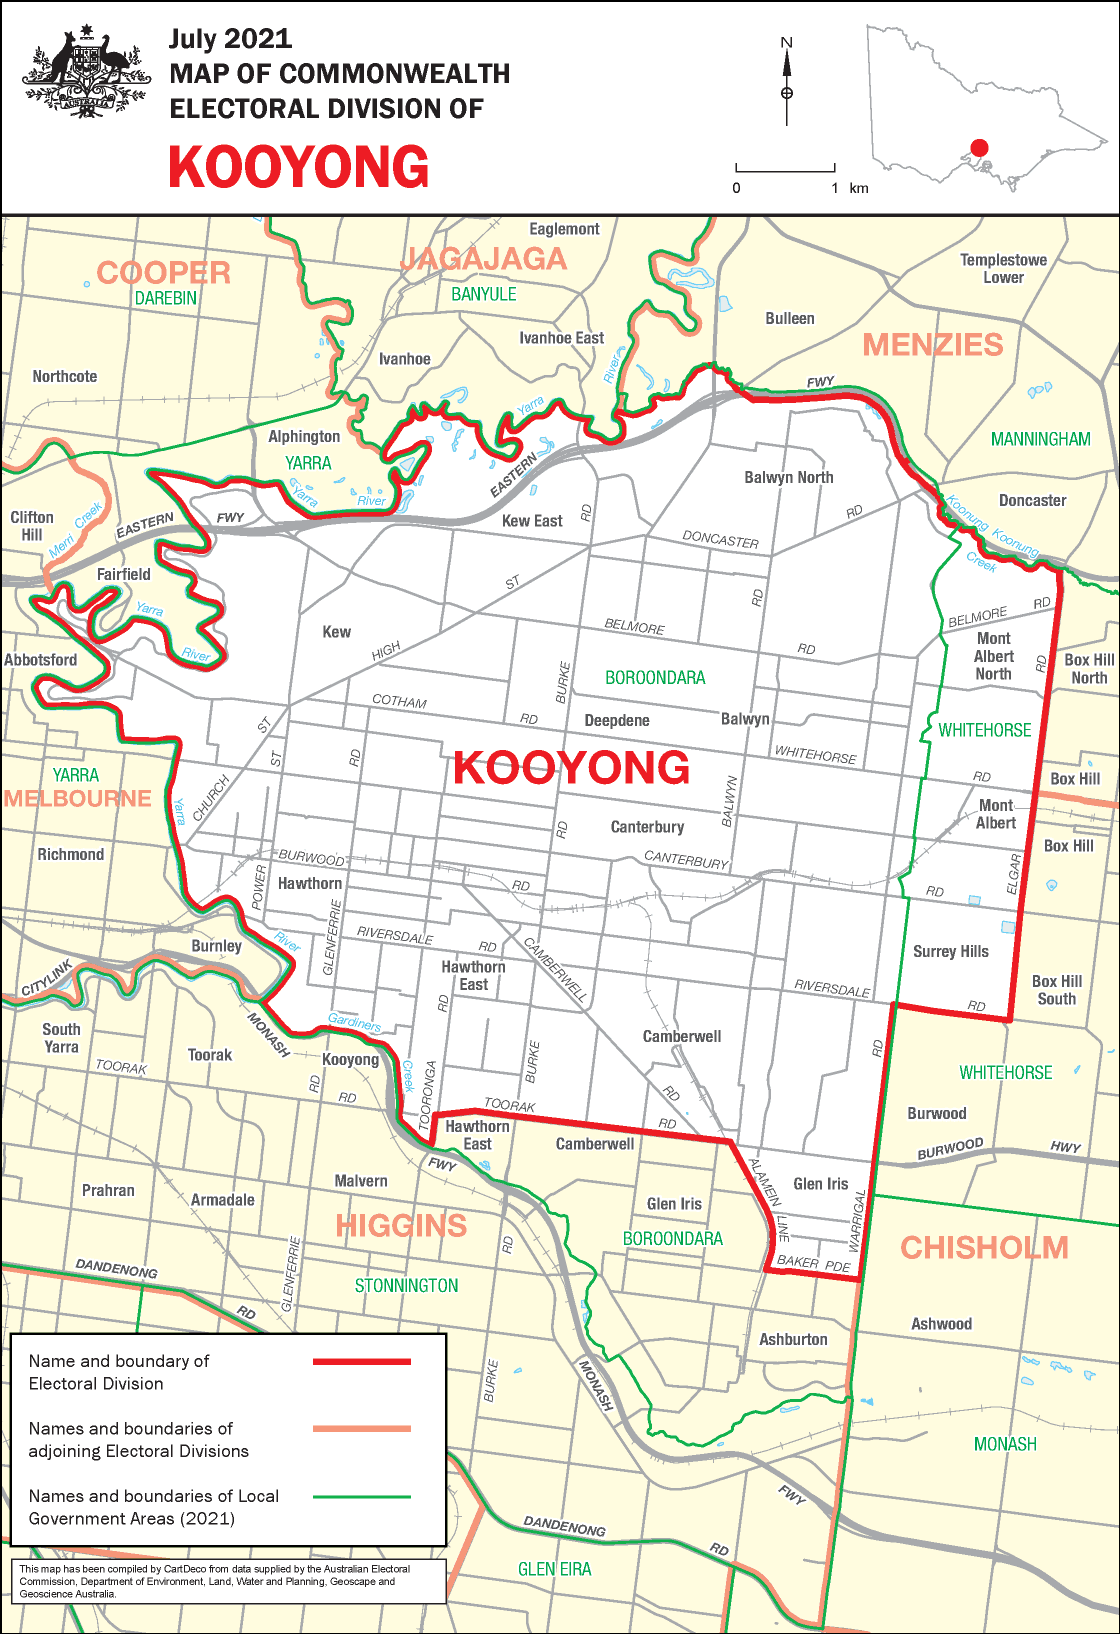 July 2021
MAP OF COMMONWEALTH
ELECTORAL DIVISION OF
KOOYONG
AUSTRALIA
N
0 1 km
Eaglemont
COOPER
JAGAJAGA
DAREBIN
BANYULE
Templestowe
Lower
Bulleen
MENZIES
Ivanhoe East
Ivanhoe
River
Northcote
FWY
Yarra
Alphington
YARRA
MANNINGHAM
EASTERN
Balwyn North
Yarra
River
Doncaster
Clifton
Hill
Merri Creek
EASTERN
FWY
Kew East
RD
RD
Koonung Koonung
Creek
DONCASTER
Fairfield
ST
RD
Yarra
River
Kew
HIGH
BELMORE
RD
BELMORE RD
Mont
Albert
North
RD
Abbotsford
Box Hill
North
BURKE
BOROONDARA
COTHAM
RD
Deepdene
Balwyn
ST
ST
RD
WHITEHORSE
WHITEHORSE
RD
KOOYONG
YARRA
MELBOURNE
Box Hill
Yarra
CHURCH
BALWYN
Mont
Albert
RD
Canterbury
Richmond
Box Hill
BURWOOD
RD
CANTERBURY
RD
ELGAR
POWER
Hawthorn
GLENFERRIE
RIVERSDALE
RD
Burnley
River
CAMBERWELL
Surrey Hills
CITYLINK
Hawthorn
East
RIVERSDALE
RD
Box Hill
South
RD
South
Yarra
MONASH
Gardiners
Creek
Camberwell
Toorak
Kooyong
RD
TOORAK
RD
RD
BURKE
WHITEHORSE
RD
TOORONGA
TOORAK
RD
Burwood
Hawthorn
East
Camberwell
BURWOOD
HWY
FWY
ALAMEIN LINE
Glen Iris
Prahran
Armadale
Malvern
Glen Iris
WARRIGAL
HIGGINS
RD
BOROONDARA
CHISHOLM
GLENFERRIE
BAKER PDE
DANDENONG
RD
STONNINGTON
Ashwood
Ashburton
BURKE
MONASH
Name and boundary of
Electoral Division
Names and boundaries of
adjoining Electoral Divisions
Names and boundaries of Local
Government Areas (2021)
MONASH
FWY
DANDENONG
RD
GLEN EIRA
This map has been compiled by CartDeco from data supplied by the Australian Electoral
Commission, Department of Environment, Land, Water and Planning, Geoscape and
Geoscience Australia.